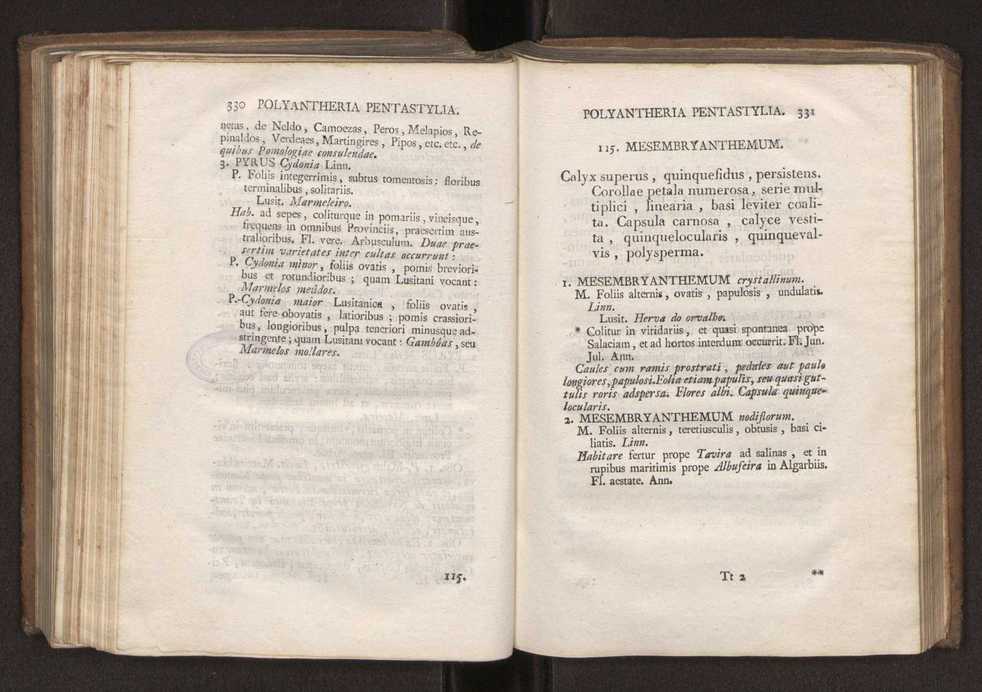 330 POLYANTHERIA PENTASTYLIA.
neras, de Neldo, Camoezas, Peros, Melapios, Re-
pinaldos, Verdeaes, Martingires, Pipos, etc. etc., de
quibus Pomologiae consulendae.
3. PYRUS Cydonia Linn.
P. Foliis integerrimis, subtus tomentosis; floribus
terminalibus, solitariis.
Lusit. Marmeleiro.
Hab. ad sepes, coliturque in pomariis, vineisque,
frequens in omnibus Provinciis, praesertim aus-
tralioribus. Fl. vere. Arbusculum. Duae prae-
sertim varietates inter cultas occurrunt:
P. Cydonia minor, foliis ovatis, pomis breviori-
bus et rotundioribus; quam Lusitani vocant:
Marmelos meúdos.
P. Cydonia maior Lusitanica, foliis ovatis,
aut fere obovatis, latioribus; pomis crassiori-
bus, longioribus, pulpa teneriori minusque ad-
stringente; quam Lusitani vocant: Gambôas, seu
Marmelos mollares.
115.
POLYANTHERIA PENTASTYLIA. 331
115. MESEMBRYANTHEMUM.
Calyx superus, quinquefidus, persistens.
Corollae petala numerosa, serie mul-
tiplici, linearia, basi leviter coali-
ta. Capsula carnosa, calyce vesti-
ta, quinquelocularis, quinqueval-
vis, polysperma.
1. MESEMBRYANTHEMUM crystallinum.
M. Foliis alternis, ovatis, papulosis, undulatis.
Linn.
Lusit. Herva do orvalho.
* Colitur in viridariis, et quasi spontanea prope
Salaciam, et ad hortos interdum occurrit. Fl. Jun.
Jul. Ann.
Caules cum ramis prostrati, pedales aut paulo
longiores, papulosi. Folia etiam papulis, seu quasi gut-
tulis roris adspersa. Flores albi. Capsula quinque-
locularis.
2. MESEMBRYANTHEMUM nodiflorum.
M. Foliis alternis, teretiusculis, obtusis, basi ci-
liatis. Linn.
Habitare fertur prope Tavira ad salinas, et in
rupibus maritimis prope Albufeira in Algarbiis.
Fl. aestate. Ann.
Tt 2 **